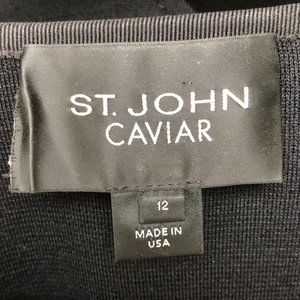 ST. JOHN
CAVIAR
12
MADE IN
USA